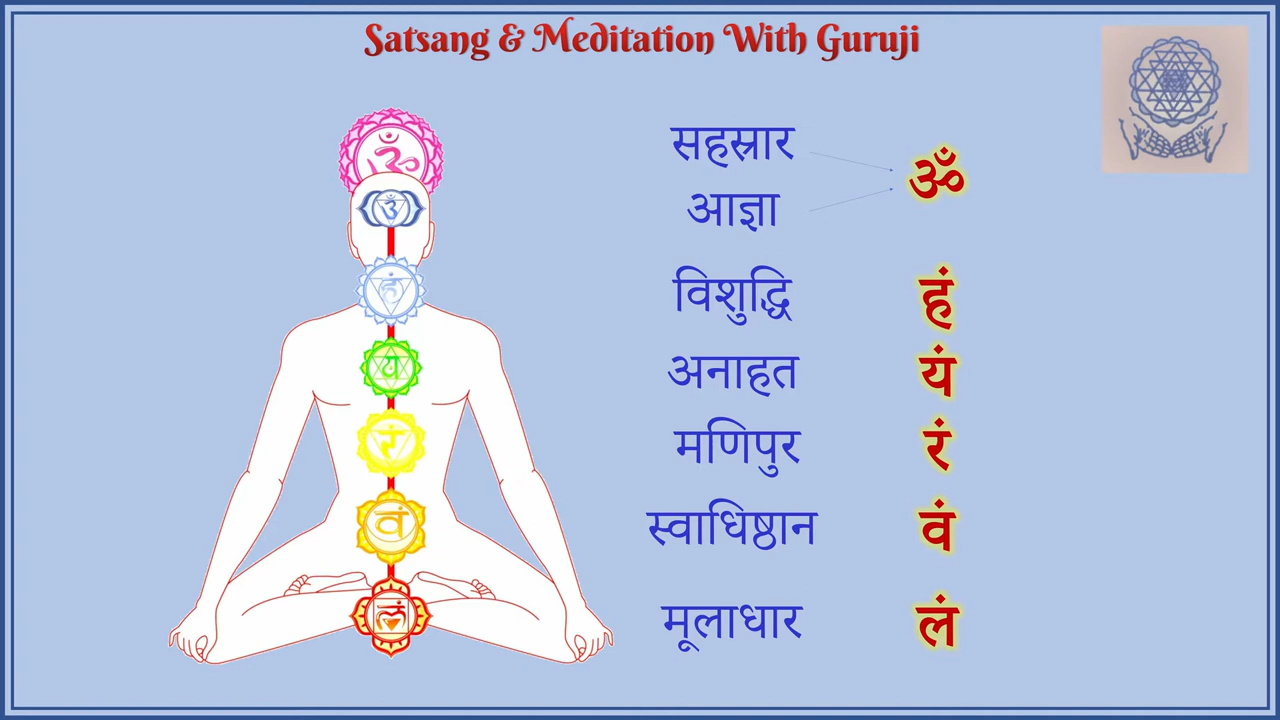 Satsang & Meditation With Guruji
सहस्रार
ॐ
आज्ञा
विशुद्धि हं
अनाहत यं
मणिपुर रं
स्वाधिष्ठान वं
मूलाधार लं
ॐ
ॐ
हं
यं
रं
वं
लं